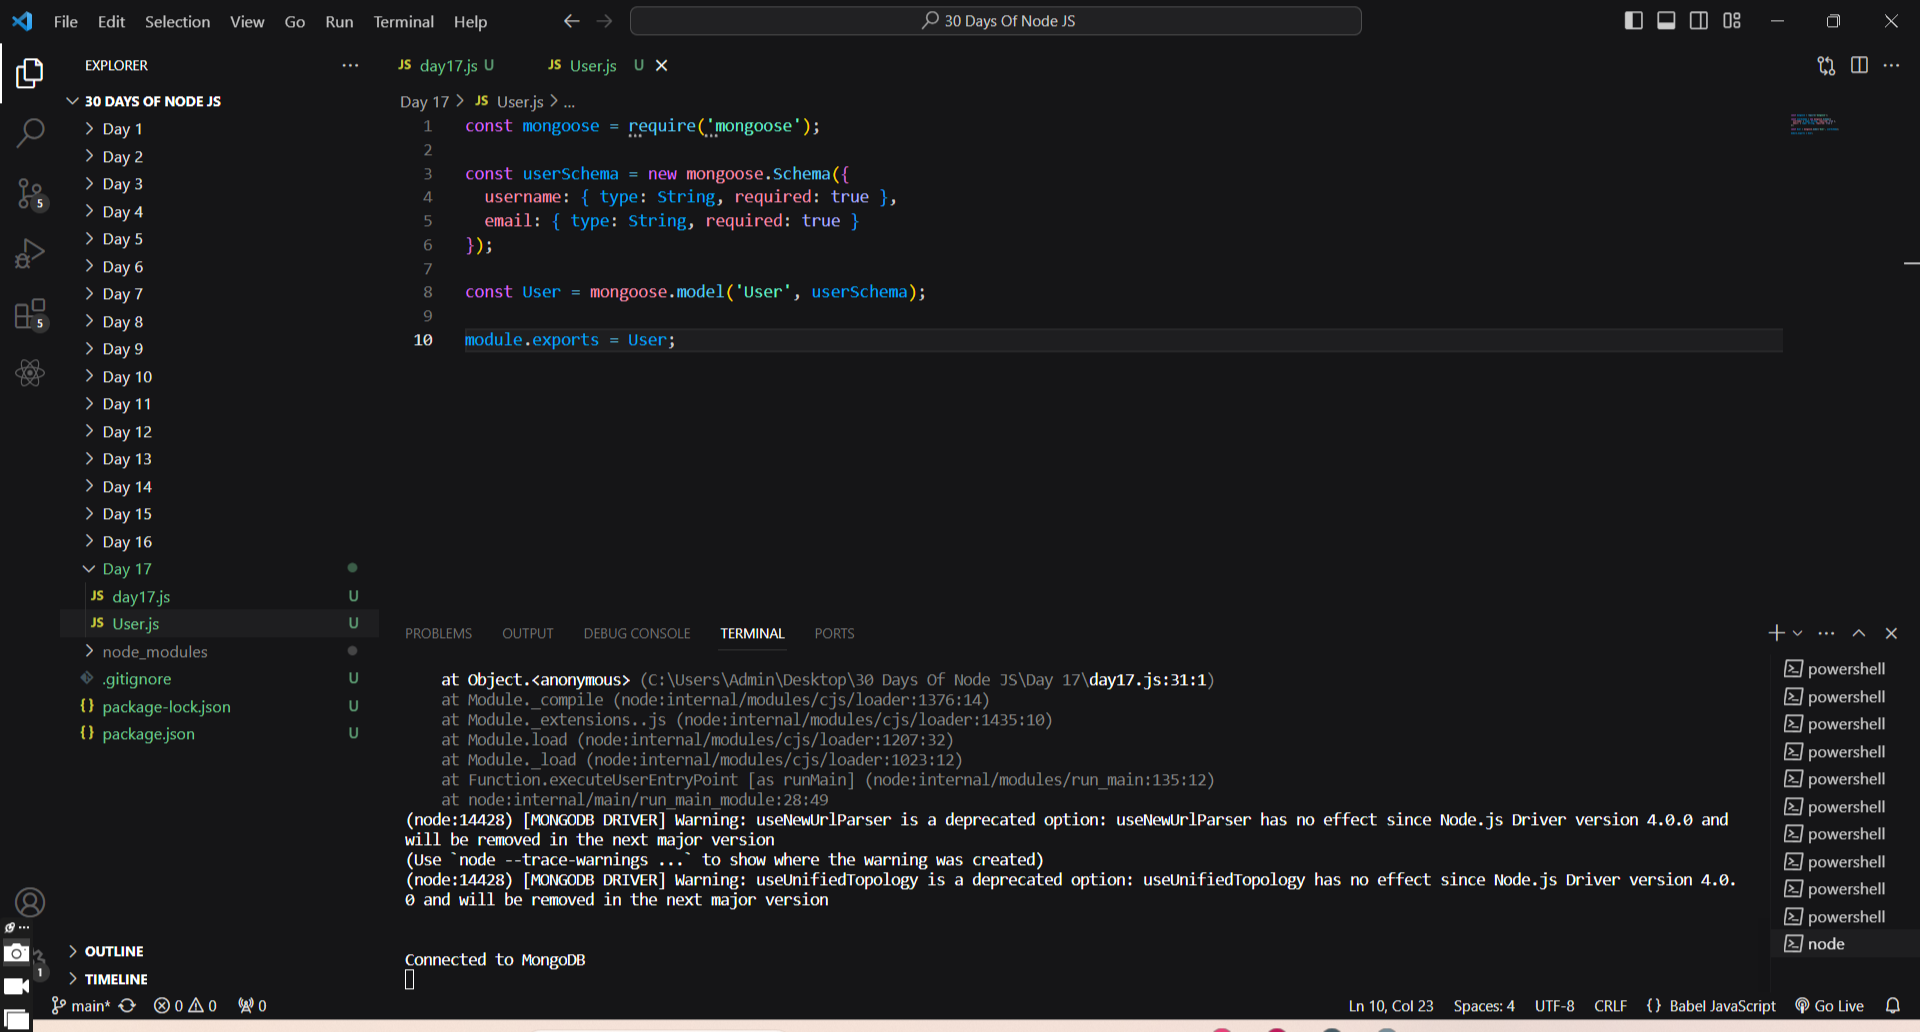 File Edit Selection View Go Run Terminal Help
30 Days Of Node JS
EXPLORER
30 DAYS OF NODE JS
Day 1
Day 2
Day 3
Day 4
Day 5
Day 6
Day 7
Day 8
Day 9
Day 10
Day 11
Day 12
Day 13
Day 14
Day 15
Day 16
Day 17
JS day17.js U
JS User.js U
node_modules
.gitignore U
{} package-lock.json U
{} package.json U
OUTLINE
TIMELINE
5
5
1
JS day17.js U
JS User.js U
Day 17 > JS User.js > ...
1 const mongoose = require('mongoose');
2
3 const userSchema = new mongoose.Schema({
4 username: { type: String, required: true },
5 email: { type: String, required: true }
6 });
7
8 const User = mongoose.model('User', userSchema);
9
10 module.exports = User;
PROBLEMS OUTPUT DEBUG CONSOLE TERMINAL PORTS
at Object.<anonymous> (C:\Users\Admin\Desktop\30 Days Of Node JS\Day 17\day17.js:31:1)
at Module._compile (node:internal/modules/cjs/loader:1376:14)
at Module._extensions..js (node:internal/modules/cjs/loader:1435:10)
at Module.load (node:internal/modules/cjs/loader:1207:32)
at Module._load (node:internal/modules/cjs/loader:1023:12)
at Function.executeUserEntryPoint [as runMain] (node:internal/modules/run_main:135:12)
at node:internal/main/run_main_module:28:49
(node:14428) [MONGODB DRIVER] Warning: useNewUrlParser is a deprecated option: useNewUrlParser has no effect since Node.js Driver version 4.0.0 and
will be removed in the next major version
(Use `node --trace-warnings ...` to show where the warning was created)
(node:14428) [MONGODB DRIVER] Warning: useUnifiedTopology is a deprecated option: useUnifiedTopology has no effect since Node.js Driver version 4.0.
0 and will be removed in the next major version
Connected to MongoDB
powershell
powershell
powershell
powershell
powershell
powershell
powershell
powershell
powershell
powershell
node
main* 0 0 0
Ln 10, Col 23 Spaces: 4 UTF-8 CRLF {} Babel JavaScript Go Live